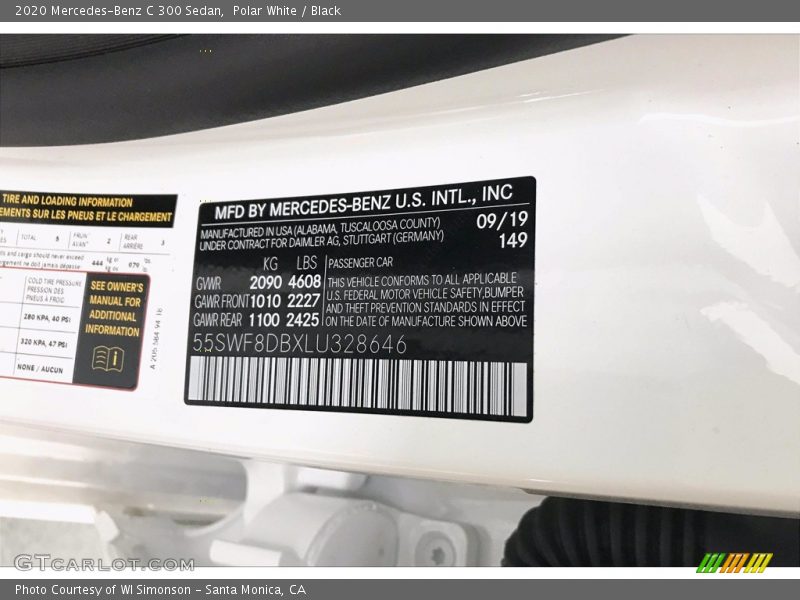 2020 Mercedes-Benz C 300 Sedan, Polar White / Black
TIRE AND LOADING INFORMATION
EMENTS SUR LES PNEUS ET LE CHARGEMENT
TOTAL 5 2 REAR 3
ARRIÈRE
COLD TIRE PRESSURE
PRESSION DES
PNEUS À FROID
280 KPA, 40 PSI
320 KPA, 47 PSI
NONE / AUCUN
SEE OWNER'S
MANUAL FOR
ADDITIONAL
INFORMATION
MFD BY MERCEDES-BENZ U.S. INTL., INC
MANUFACTURED IN USA (ALABAMA, TUSCALOOSA COUNTY)
UNDER CONTRACT FOR DAIMLER AG, STUTTGART (GERMANY)
09/19
149
KG LBS
GVWR 2090 4608
GAWR FRONT 1010 2227
GAWR REAR 1100 2425
PASSENGER CAR
THIS VEHICLE CONFORMS TO ALL APPLICABLE
U.S. FEDERAL MOTOR VEHICLE SAFETY, BUMPER
AND THEFT PREVENTION STANDARDS IN EFFECT
ON THE DATE OF MANUFACTURE SHOWN ABOVE
55SWF8DBXLU328646
GTcarlot.com
Photo Courtesy of WI Simonson - Santa Monica, CA